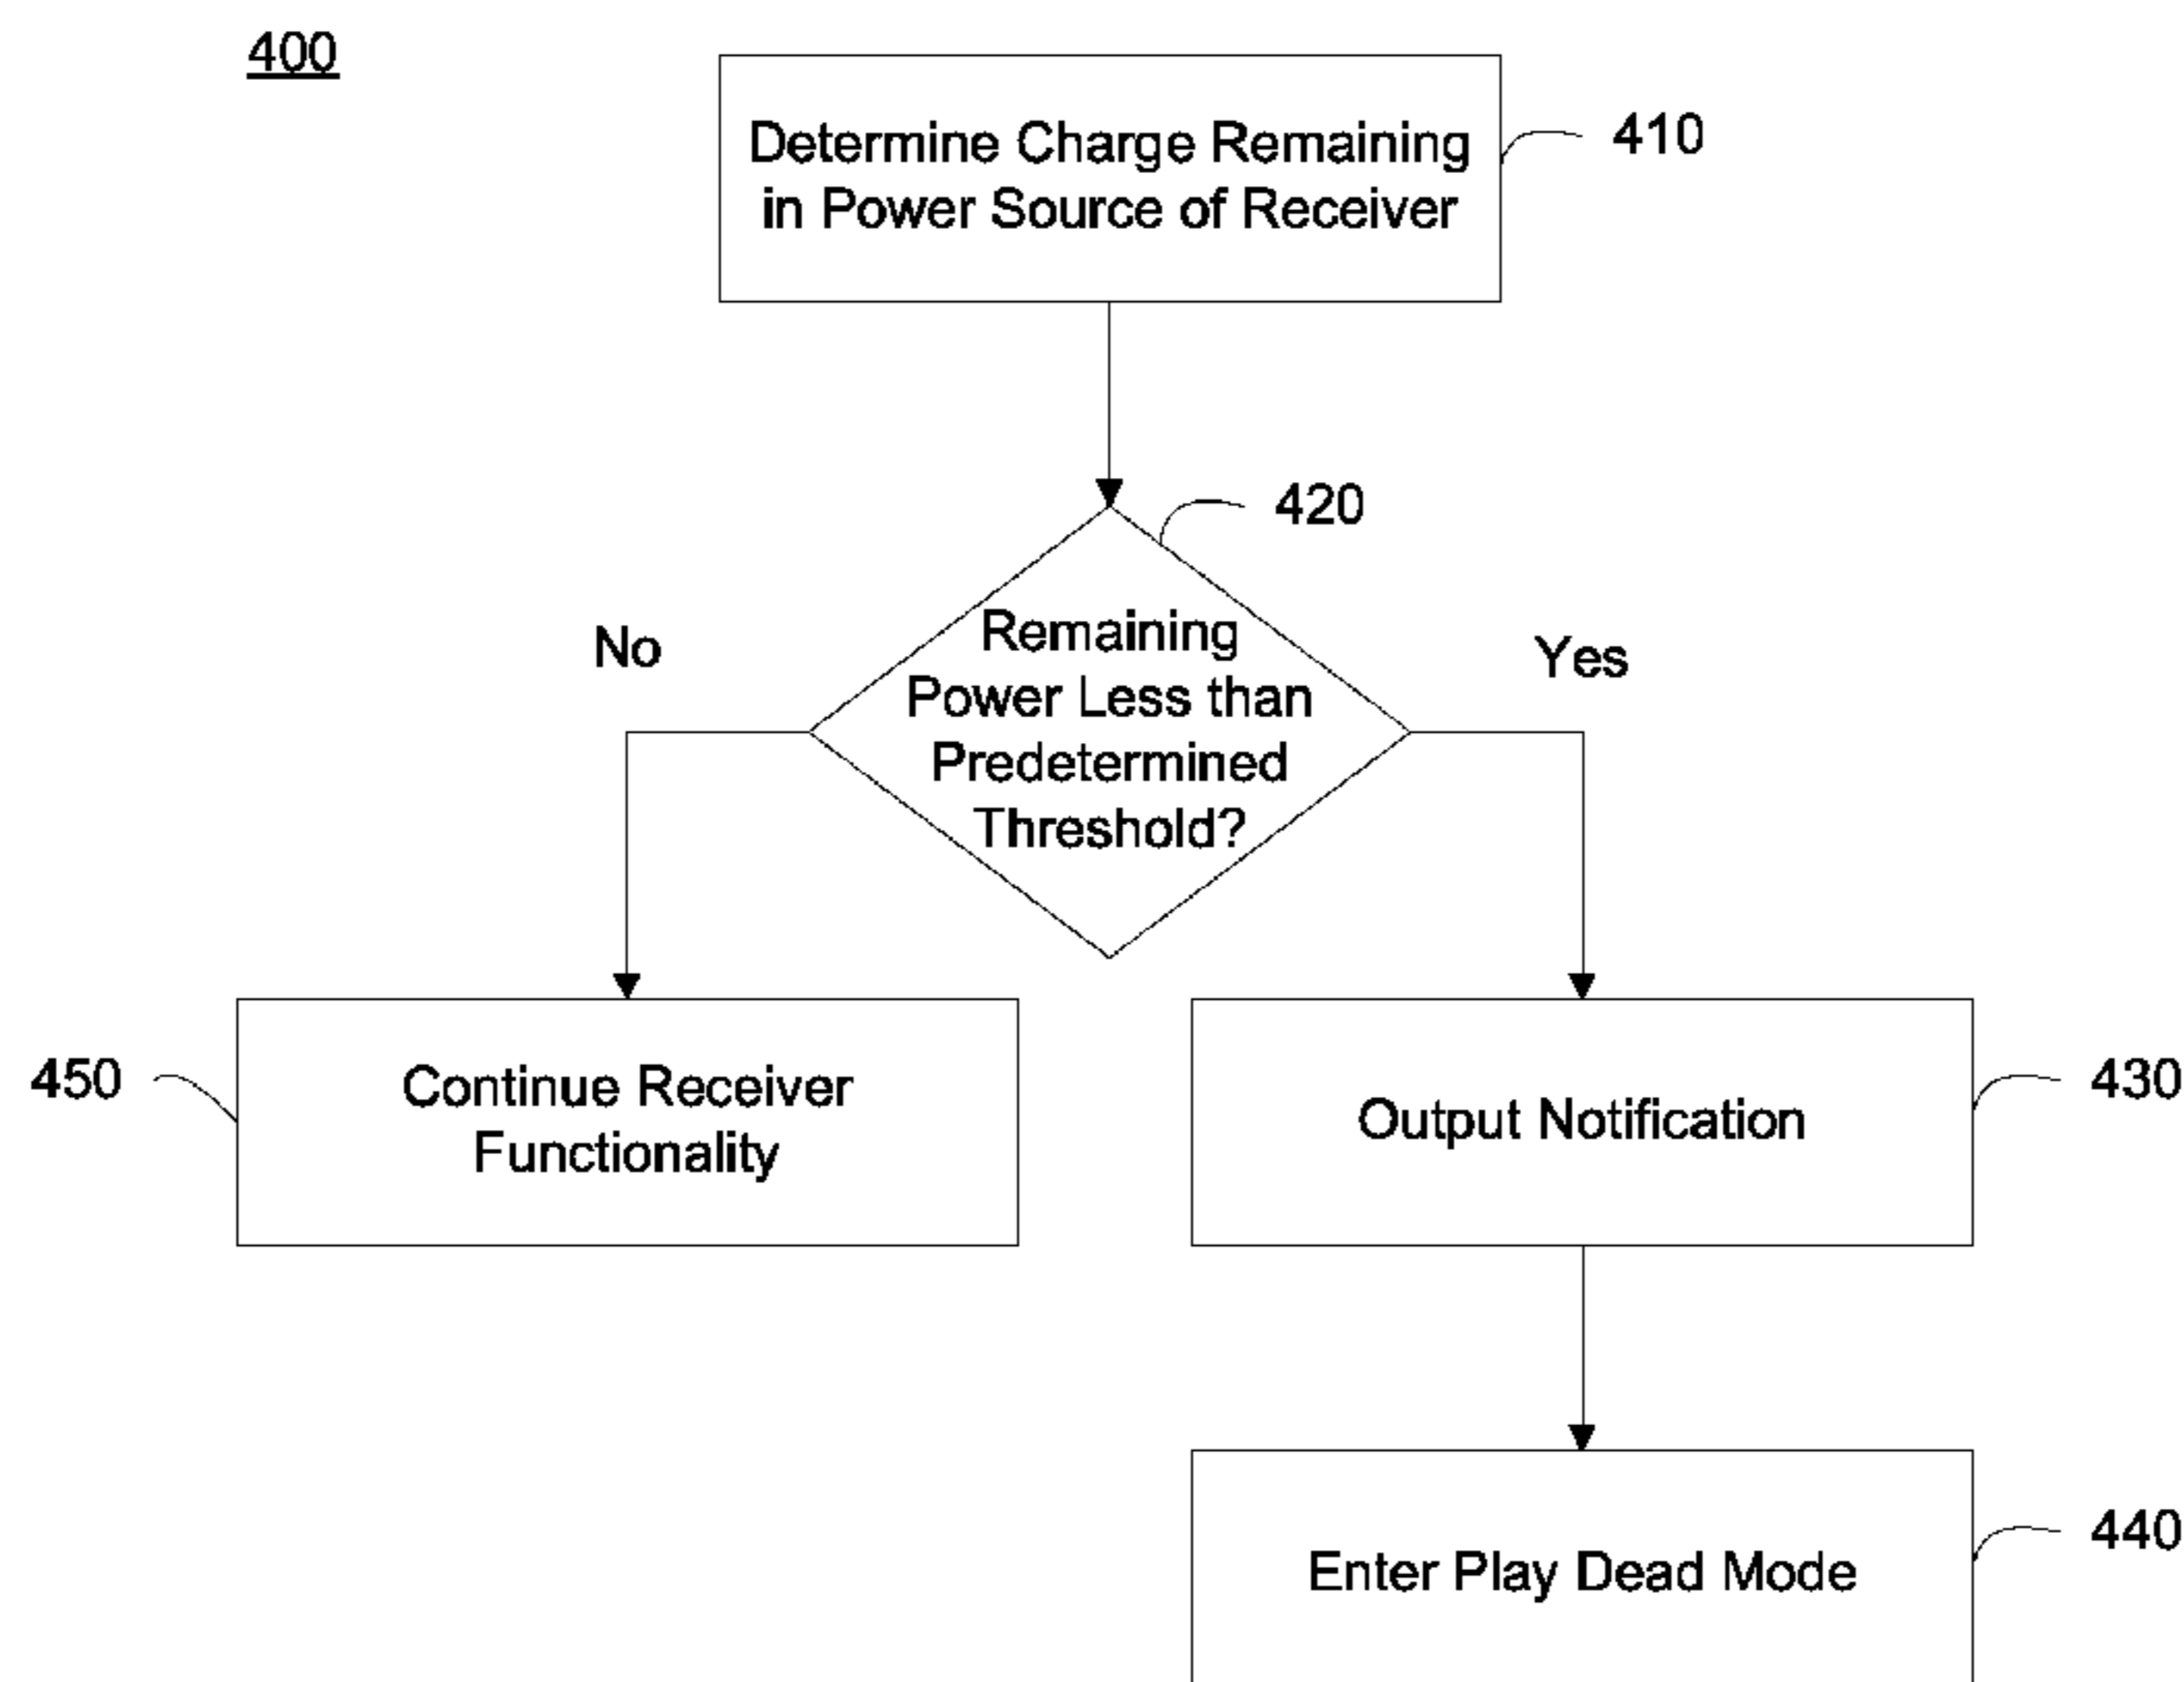 400
Determine Charge Remaining
in Power Source of Receiver
410
420
Remaining
Power Less than
Predetermined
Threshold?
No
Yes
450
Continue Receiver
Functionality
Output Notification
430
Enter Play Dead Mode
440